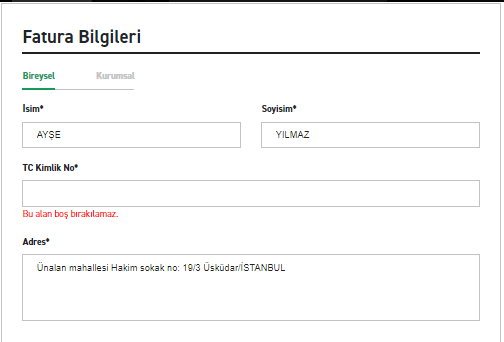 Fatura Bilgileri
Bireysel Kurumsal
İsim* Soyisim*
AYŞE YILMAZ
TC Kimlik No*
Bu alan boş bırakılamaz.
Adres*
Ünalan mahallesi Hakim sokak no: 19/3 Üsküdar/İSTANBUL